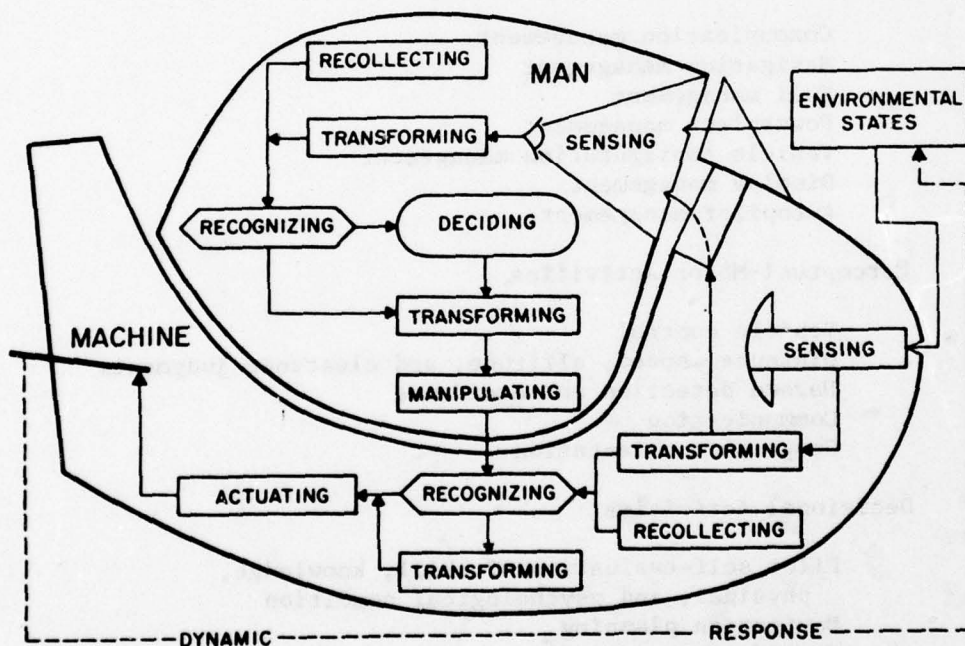 RECOLLECTING
MAN
ENVIRONMENTAL
STATES
TRANSFORMING
SENSING
RECOGNIZING
DECIDING
TRANSFORMING
MACHINE
SENSING
MANIPULATING
TRANSFORMING
ACTUATING
RECOGNIZING
RECOLLECTING
TRANSFORMING
DYNAMIC
RESPONSE